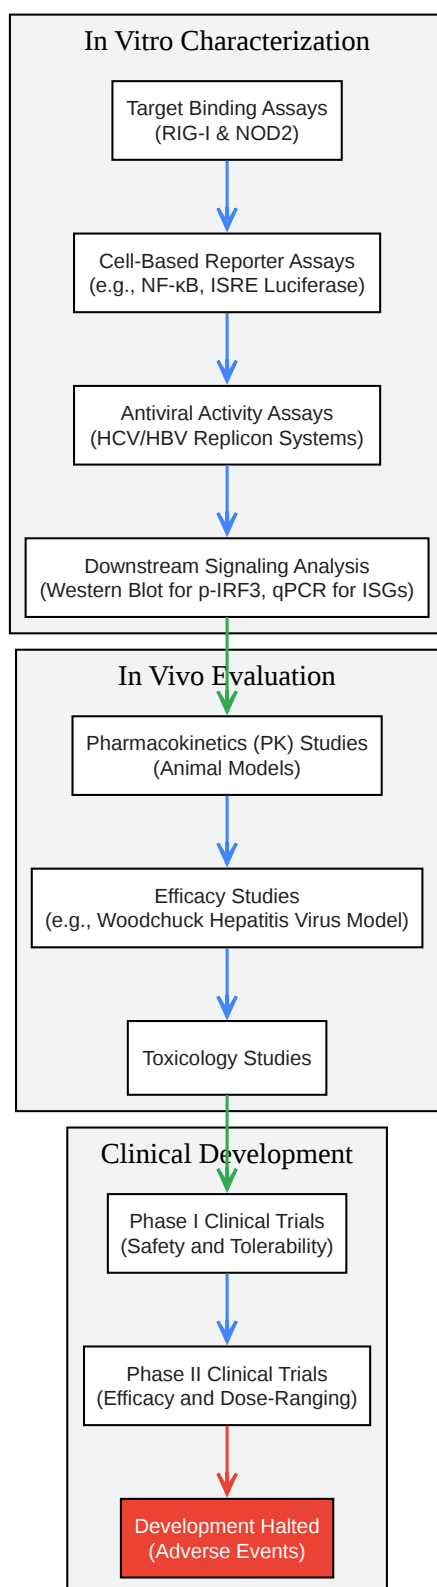 In Vitro Characterization
Target Binding Assays
(RIG-I & NOD2)
Cell-Based Reporter Assays
(e.g., NF-κB, ISRE Luciferase)
Antiviral Activity Assays
(HCV/HBV Replicon Systems)
Downstream Signaling Analysis
(Western Blot for p-IRF3, qPCR for ISGs)
In Vivo Evaluation
Pharmacokinetics (PK) Studies
(Animal Models)
Efficacy Studies
(e.g., Woodchuck Hepatitis Virus Model)
Toxicology Studies
Clinical Development
Phase I Clinical Trials
(Safety and Tolerability)
Phase II Clinical Trials
(Efficacy and Dose-Ranging)
Development Halted
(Adverse Events)